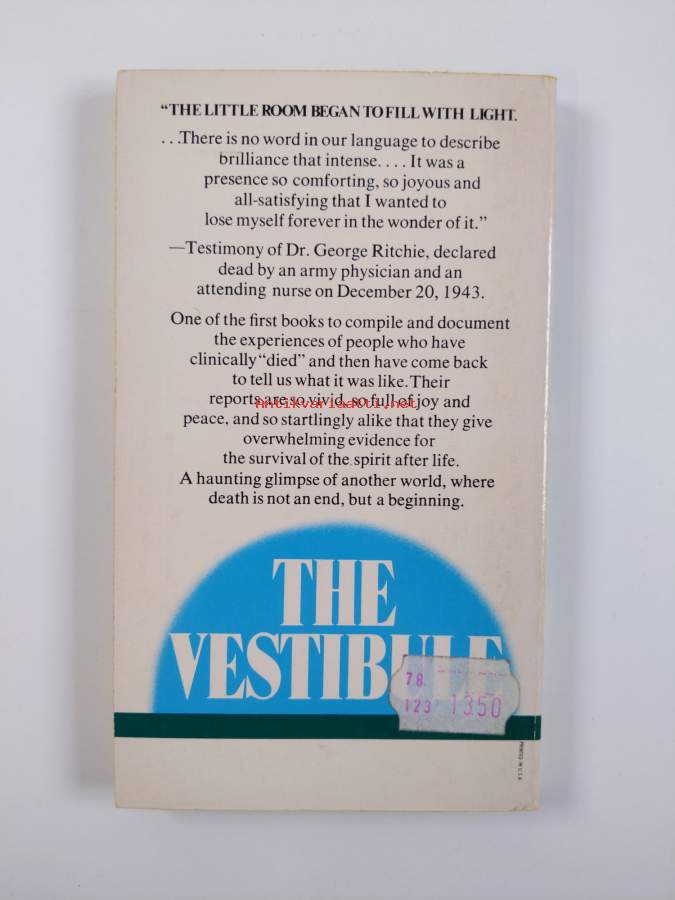 “THE LITTLE ROOM BEGAN TO FILL WITH LIGHT.
. . .There is no word in our language to describe
brilliance that intense. . . . It was a
presence so comforting, so joyous and
all-satisfying that I wanted to
lose myself forever in the wonder of it.”
—Testimony of Dr. George Ritchie, declared
dead by an army physician and an
attending nurse on December 20, 1943.
One of the first books to compile and document
the experiences of people who have
clinically “died” and then have come back
to tell us what it was like. Their
reports are so vivid, so full of joy and
antikvariaatti.net
peace, and so startlingly alike that they give
overwhelming evidence for
the survival of the spirit after life.
A haunting glimpse of another world, where
death is not an end, but a beginning.
THE
VESTIBULE
78
123 1350
PRINTED IN U.S.A.